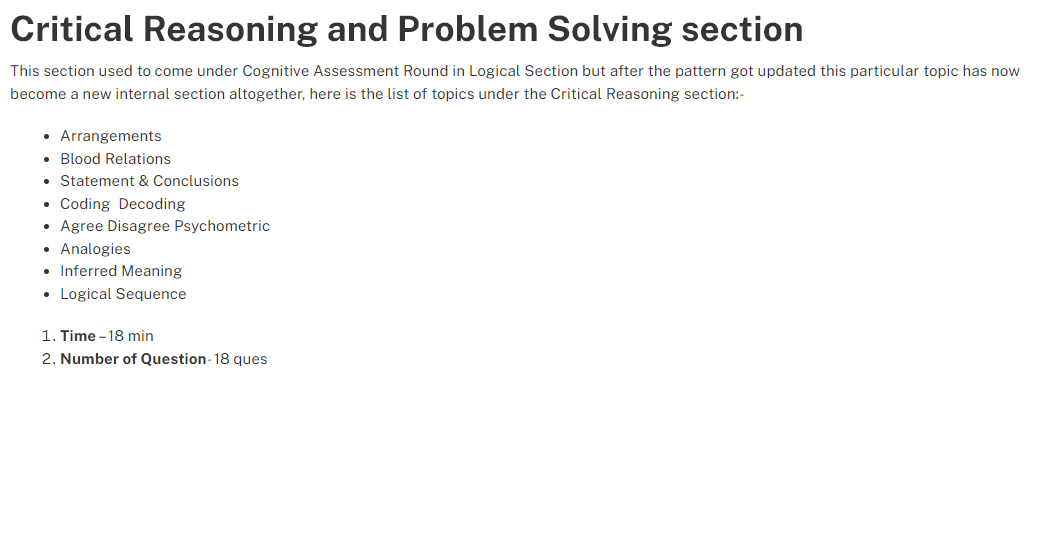 Critical Reasoning and Problem Solving section
This section used to come under Cognitive Assessment Round in Logical Section but after the pattern got updated this particular topic has now
become a new internal section altogether, here is the list of topics under the Critical Reasoning section:-
• Arrangements
• Blood Relations
• Statement & Conclusions
• Coding  Decoding
• Agree Disagree Psychometric
• Analogies
• Inferred Meaning
• Logical Sequence
1. Time – 18 min
2. Number of Question- 18 ques